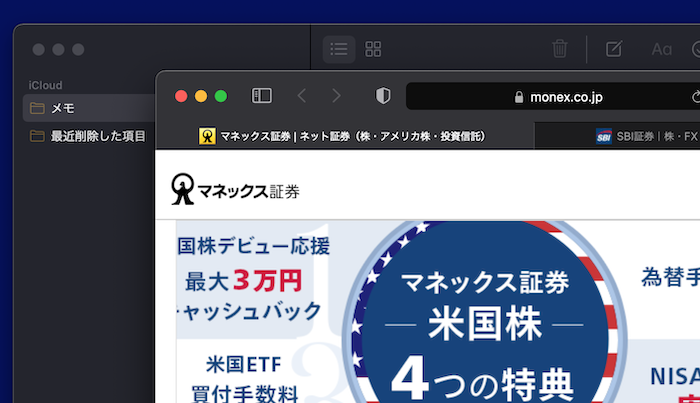 iCloud
メモ
最近削除した項目
Aa
monex.co.jp
マネックス証券 | ネット証券（株・アメリカ株・投資信託）
SBI
SBI証券｜株・FX
マネックス証券
国株デビュー応援
最大3万円
キャッシュバック
米国ETF
買付手数料
1
2
マネックス証券
米国株
4つの特典
為替手
NISA